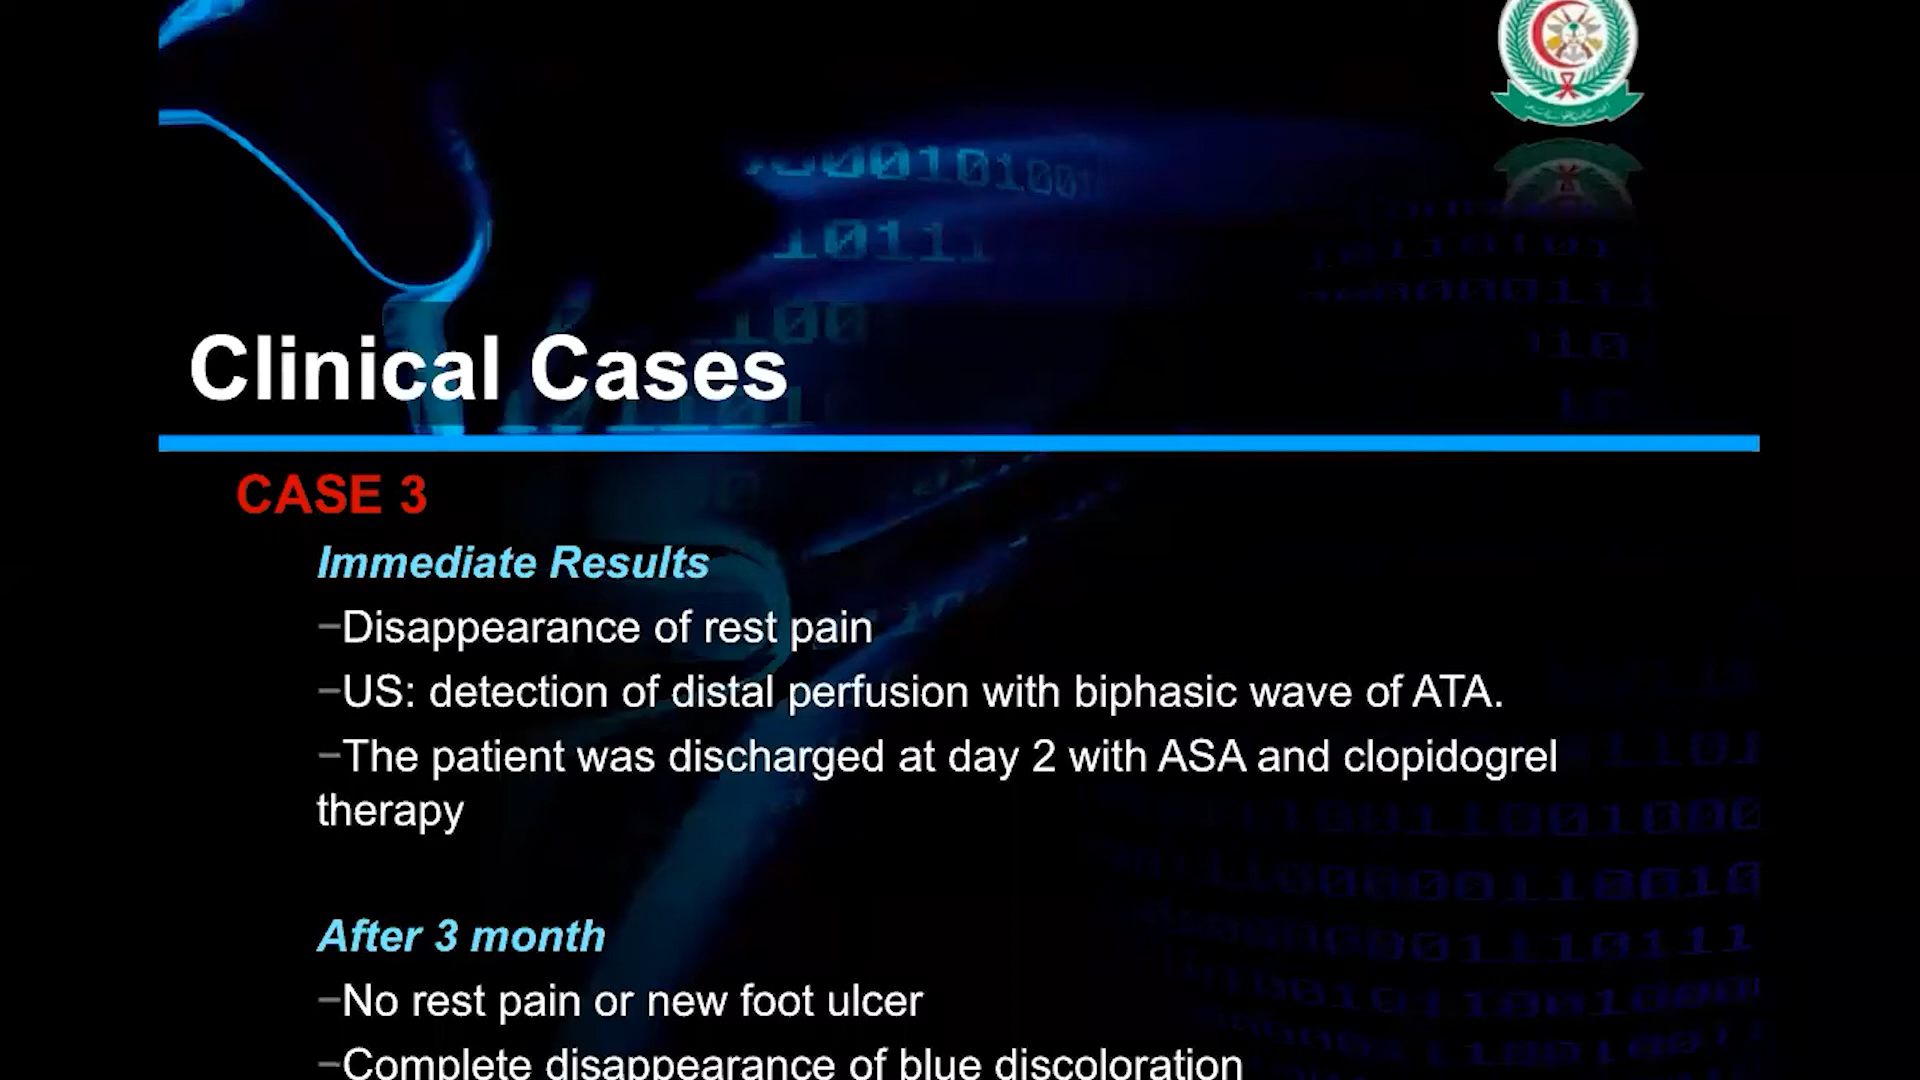 Clinical Cases
CASE 3
Immediate Results
–Disappearance of rest pain
–US: detection of distal perfusion with biphasic wave of ATA.
–The patient was discharged at day 2 with ASA and clopidogrel
therapy
After 3 month
–No rest pain or new foot ulcer
–Complete disappearance of blue discoloration